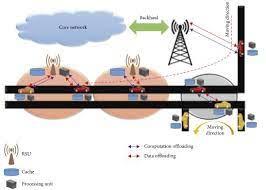 Core network
Backhaul
Moving direction
RSU
Cache
Processing unit
Moving
direction
Computation offloading
Data offloading